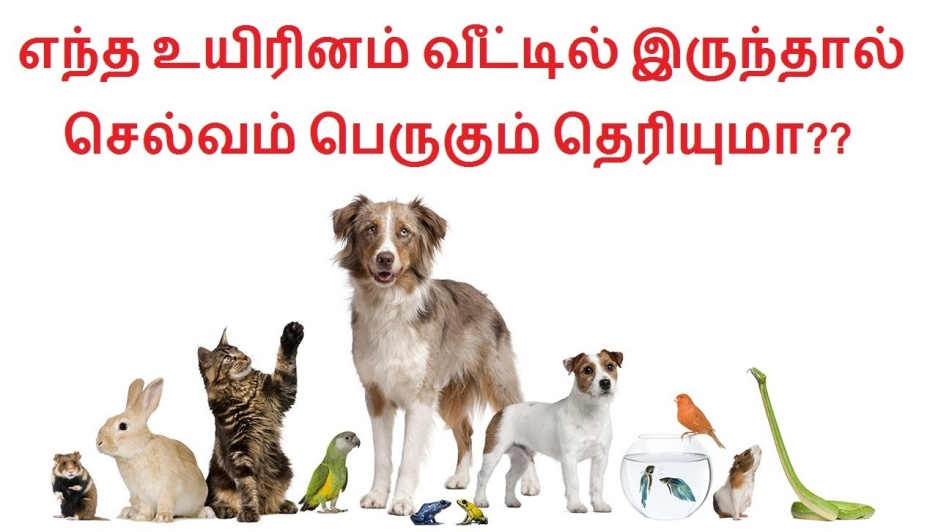 எந்த உயிரினம் வீட்டில் இருந்தால்
செல்வம் பெருகும் தெரியுமா??